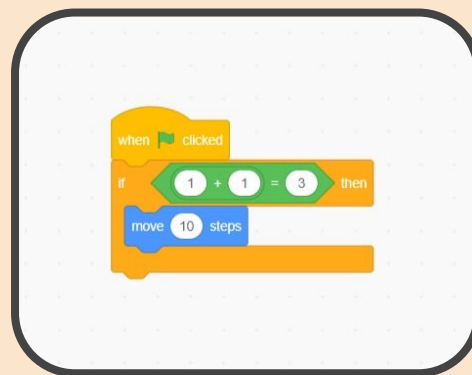 when clicked
if 1 + 1 = 3 then
move 10 steps